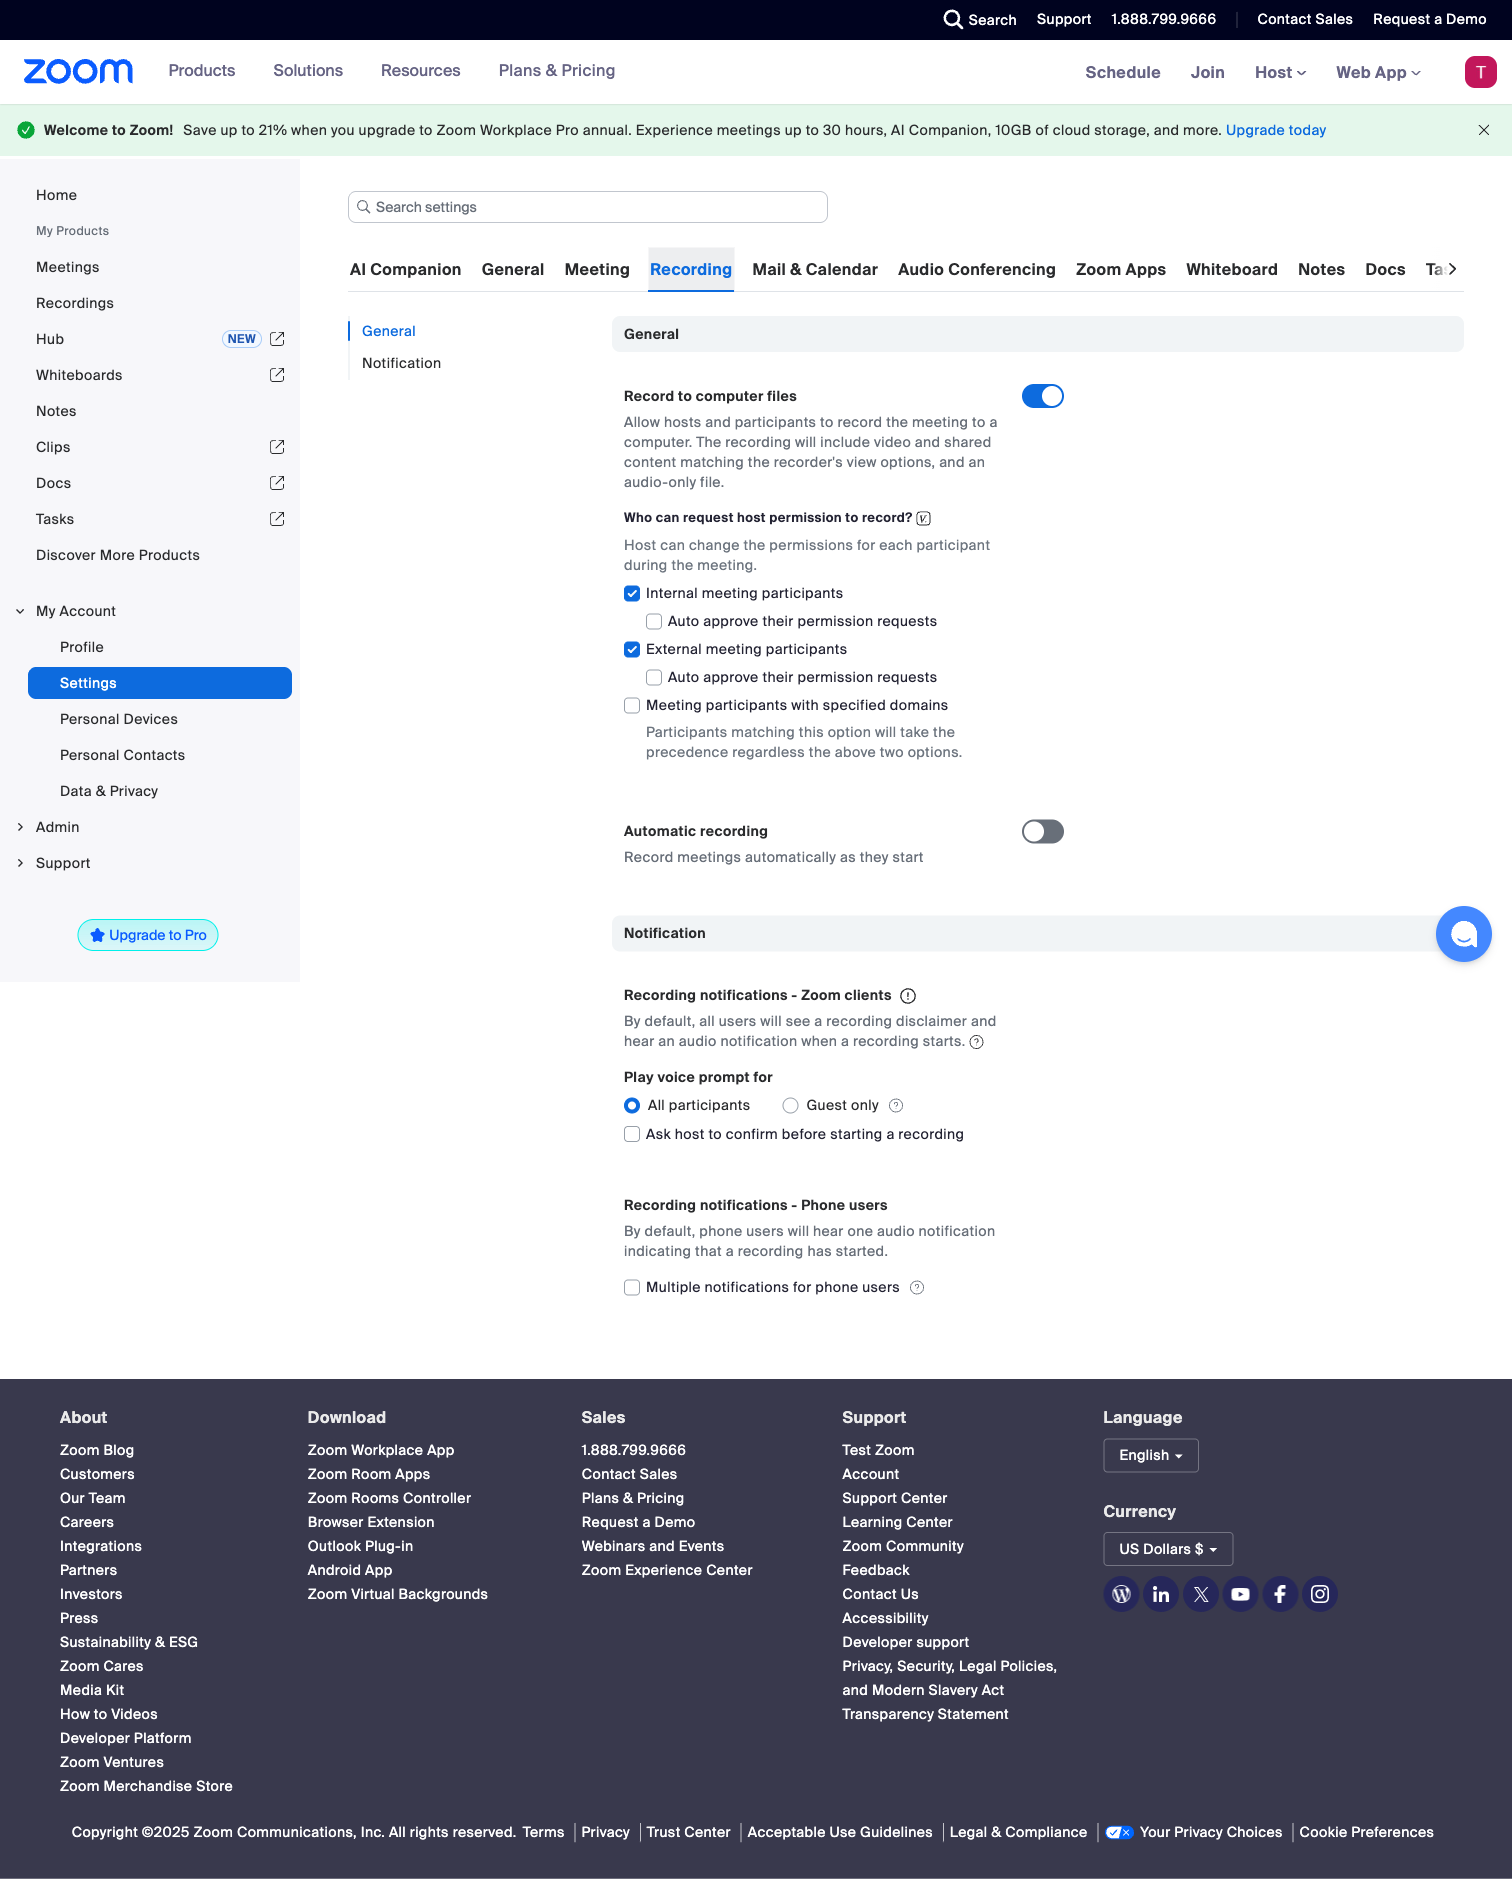 Search
Support
1.888.799.9666
Contact Sales
Request a Demo
zoom
Products
Solutions
Resources
Plans & Pricing
Schedule
Join
Host
Web App
T
Welcome to Zoom! Save up to 21% when you upgrade to Zoom Workplace Pro annual. Experience meetings up to 30 hours, AI Companion, 10GB of cloud storage, and more. Upgrade today
Home
My Products
Meetings
Recordings
Hub
NEW
Whiteboards
Notes
Clips
Docs
Tasks
Discover More Products
My Account
Profile
Settings
Personal Devices
Personal Contacts
Data & Privacy
Admin
Support
Upgrade to Pro
Search settings
AI Companion
General
Meeting
Recording
Mail & Calendar
Audio Conferencing
Zoom Apps
Whiteboard
Notes
Docs
General
Notification
General
Record to computer files
Allow hosts and participants to record the meeting to a
computer. The recording will include video and shared
content matching the recorder's view options, and an
audio-only file.
Who can request host permission to record?
Host can change the permissions for each participant
during the meeting.
Internal meeting participants
Auto approve their permission requests
External meeting participants
Auto approve their permission requests
Meeting participants with specified domains
Participants matching this option will take the
precedence regardless the above two options.
Automatic recording
Record meetings automatically as they start
Notification
Recording notifications - Zoom clients
By default, all users will see a recording disclaimer and
hear an audio notification when a recording starts.
Play voice prompt for
All participants
Guest only
Ask host to confirm before starting a recording
Recording notifications - Phone users
By default, phone users will hear one audio notification
indicating that a recording has started.
Multiple notifications for phone users
About
Zoom Blog
Customers
Our Team
Careers
Integrations
Partners
Investors
Press
Sustainability & ESG
Zoom Cares
Media Kit
How to Videos
Developer Platform
Zoom Ventures
Zoom Merchandise Store
Download
Zoom Workplace App
Zoom Room Apps
Zoom Rooms Controller
Browser Extension
Outlook Plug-in
Android App
Zoom Virtual Backgrounds
Sales
1.888.799.9666
Contact Sales
Plans & Pricing
Request a Demo
Webinars and Events
Zoom Experience Center
Support
Test Zoom
Account
Support Center
Learning Center
Zoom Community
Feedback
Contact Us
Accessibility
Developer support
Privacy, Security, Legal Policies,
and Modern Slavery Act
Transparency Statement
Language
English
Currency
US Dollars $
Copyright ©2025 Zoom Communications, Inc. All rights reserved. Terms | Privacy | Trust Center | Acceptable Use Guidelines | Legal & Compliance | Your Privacy Choices | Cookie Preferences